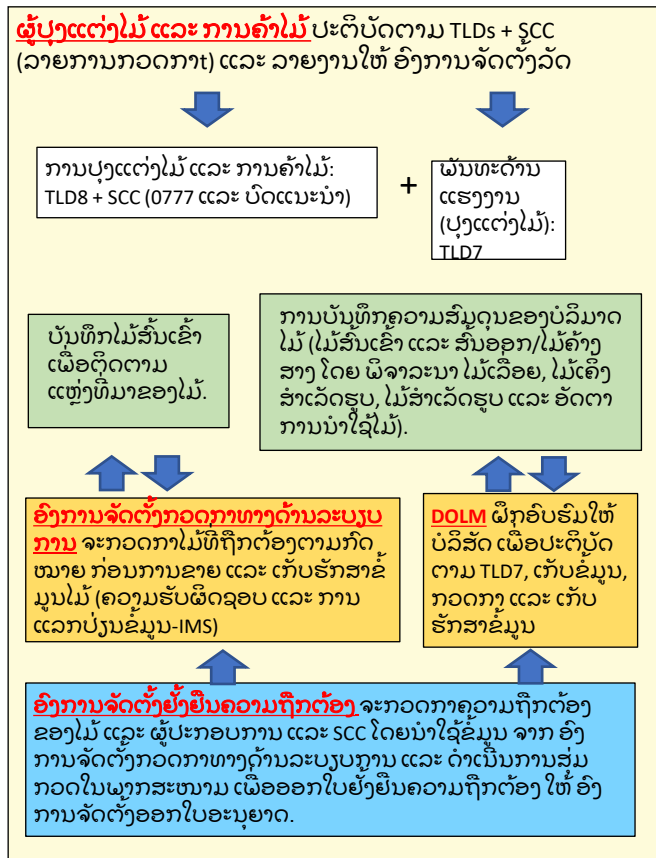 ຜູ້ປຸງແຕ່ງໄມ້ ແລະ ການຄ້າໄມ້ ປະຕິບັດຕາມ TLDs + SCC
(ລາຍການກວດກາt) ແລະ ລາຍງານໃຫ້ ອົງການຈັດຕັ້ງລັດ
ການປຸງແຕ່ງໄມ້ ແລະ ການຄ້າໄມ້:
TLD8 + SCC (0777 ແລະ ບົດແນະນໍາ)
+
ພັນທະດ້ານ
ແຮງງານ
(ປຸງແຕ່ງໄມ້):
TLD7
ບັນທຶກໄມ້ສົ້ນເຂົ້າ
ເພື່ອຕິດຕາມ
ແຫຼ່ງທີ່ມາຂອງໄມ້.
ການບັນທຶກຄວາມສົມດຸນຂອງບໍລິມາດ
ໄມ້ (ໄມ້ສົ້ນເຂົ້າ ແລະ ສົ້ນອອກ/ໄມ້ຄ້າງ
ສາງ ໂດຍ ພິຈາລະນາ ໄມ້ເລື່ອຍ, ໄມ້ເຄິ່ງ
ສໍາເລັດຮູບ, ໄມ້ສໍາເລັດຮູບ ແລະ ອັດຕາ
ການນໍາໃຊ້ໄມ້).
ອົງການຈັດຕັ້ງກວດກາທາງດ້ານລະບຽບ
ການ ຈະກວດກາໄມ້ທີ່ຖືກຕ້ອງຕາມກົດ
ໝາຍ ກ່ອນການຂາຍ ແລະ ເກັບຮັກສາຂໍ້
ມູນໄມ້ (ຄວາມຮັບຜິດຊອບ ແລະ ການ
ແລກປ່ຽນຂໍ້ມູນ-IMS)
DOLM ຝຶກອົບຮົມໃຫ້
ບໍລິສັດ ເພື່ອປະຕິບັດ
ຕາມ TLD7, ເກັບຂໍ້ມູນ,
ກວດກາ ແລະ ເກັບ
ຮັກສາຂໍ້ມູນ
ອົງການຈັດຕັ້ງຢັ້ງຢືນຄວາມຖືກຕ້ອງ ຈະກວດກາຄວາມຖືກຕ້ອງ
ຂອງໄມ້ ແລະ ຜູ້ປະກອບການ ແລະ SCC ໂດຍນໍາໃຊ້ຂໍ້ມູນ ຈາກ ອົງ
ການຈັດຕັ້ງກວດກາທາງດ້ານລະບຽບການ ແລະ ດໍາເນີນການສຸ່ມ
ກວດໃນພາກສະໜາມ ເພື່ອອອກໃບຢັ້ງຢືນຄວາມຖືກຕ້ອງ ໃຫ້ ອົງ
ການຈັດຕັ້ງອອກໃບອະນຸຍາດ.